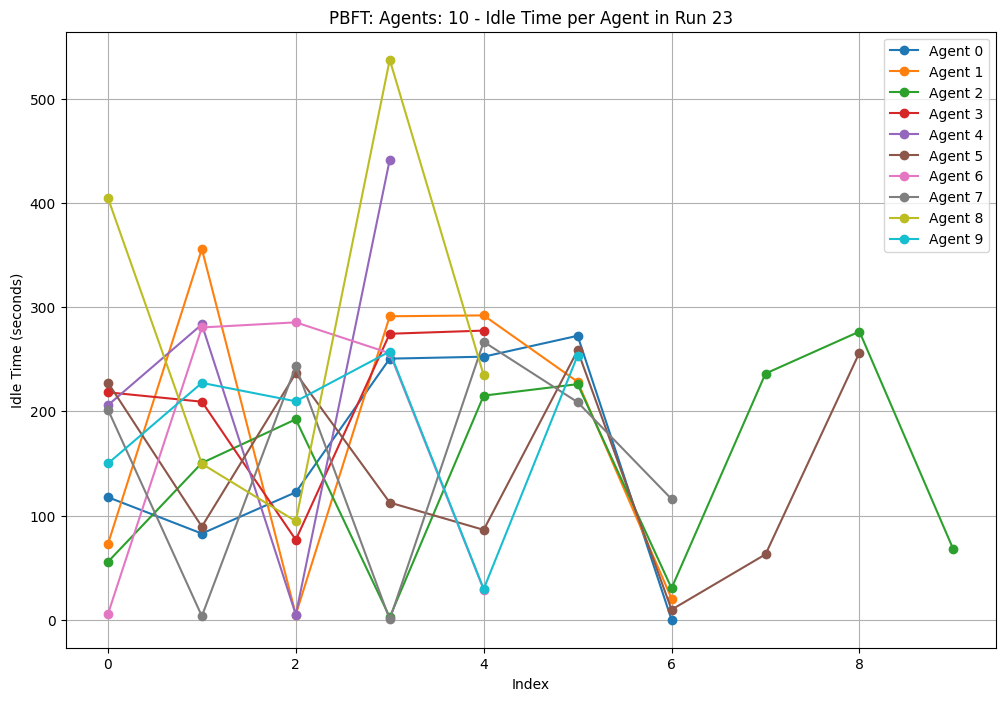 PBFT: Agents: 10 - Idle Time per Agent in Run 23
Agent 0
Agent 1
Agent 2
Agent 3
Agent 4
Agent 5
Agent 6
Agent 7
Agent 8
Agent 9
500
400
300
200
100
0
Idle Time (seconds)
0 2 4 6 8
Index